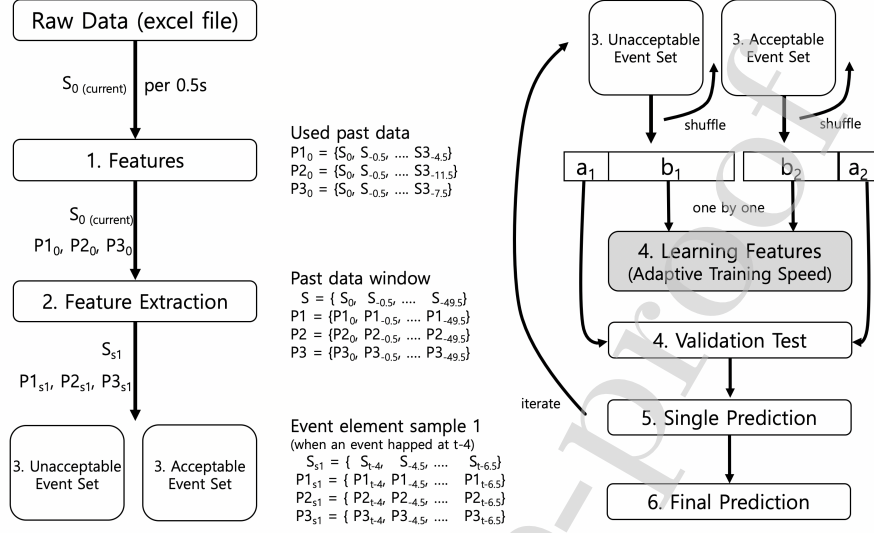 Raw Data (excel file)
S0 (current) per 0.5s
1. Features
S0 (current)
P10, P20, P30
2. Feature Extraction
Ss1
P1s1, P2s1, P3s1
3. Unacceptable
Event Set
3. Acceptable
Event Set
Used past data
P10 = {S0, S-0.5, .... S3-4.5}
P20 = {S0, S-0.5, .... S3-11.5}
P30 = {S0, S-0.5, .... S3-7.5}
Past data window
S = { S0, S-0.5, .... S-49.5}
P1 = {P10, P1-0.5, .... P1-49.5}
P2 = {P20, P2-0.5, .... P2-49.5}
P3 = {P30, P3-0.5, .... P3-49.5}
Event element sample 1
(when an event happed at t-4)
Ss1 = { St-4, S-4.5, .... St-6.5}
P1s1 = { P1t-4, P1-4.5, .... P1t-6.5}
P2s1 = { P2t-4, P2-4.5, .... P2t-6.5}
P3s1 = { P3t-4, P3-4.5, .... P3t-6.5}
3. Unacceptable
Event Set
3. Acceptable
Event Set
shuffle
shuffle
a1 b1 b2 a2
one by one
4. Learning Features
(Adaptive Training Speed)
4. Validation Test
iterate
5. Single Prediction
6. Final Prediction
-proof